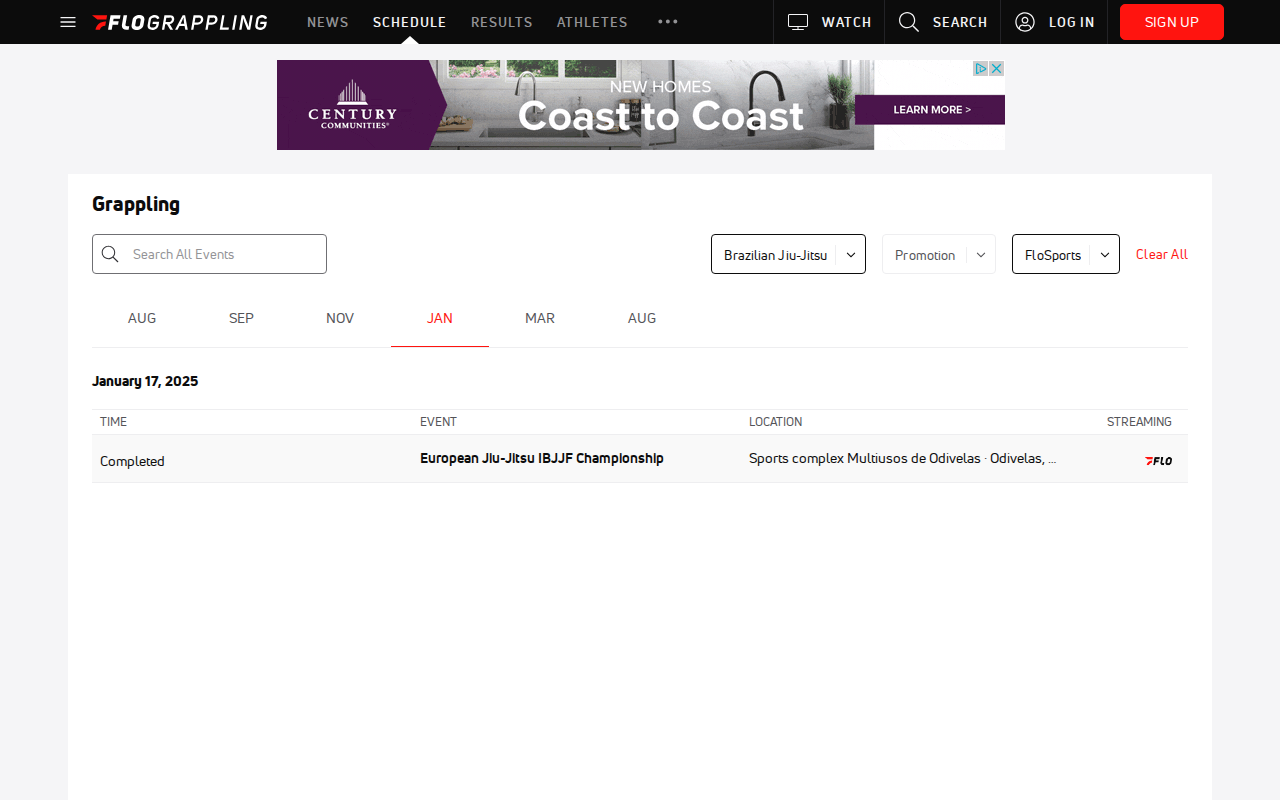 FLOGRAPPLING
NEWS
SCHEDULE
RESULTS
ATHLETES
WATCH
SEARCH
LOG IN
SIGN UP
CENTURY
COMMUNITIES®
NEW HOMES
Coast to Coast
LEARN MORE >
Grappling
Search All Events
Brazilian Jiu-Jitsu
Promotion
FloSports
Clear All
AUG
SEP
NOV
JAN
MAR
AUG
January 17, 2025
TIME
EVENT
LOCATION
STREAMING
Completed
European Jiu-Jitsu IBJJF Championship
Sports complex Multiusos de Odivelas · Odivelas, ...
FLO